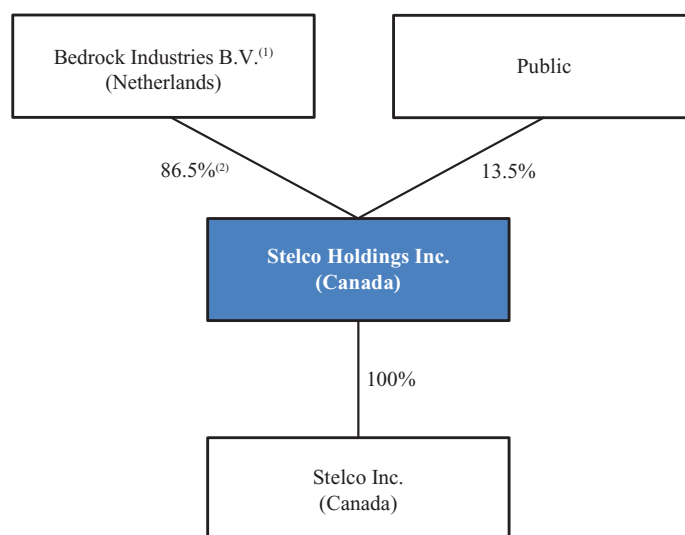 Bedrock Industries B.V.(1)
(Netherlands)
Public
86.5%(2)
13.5%
Stelco Holdings Inc.
(Canada)
100%
Stelco Inc.
(Canada)